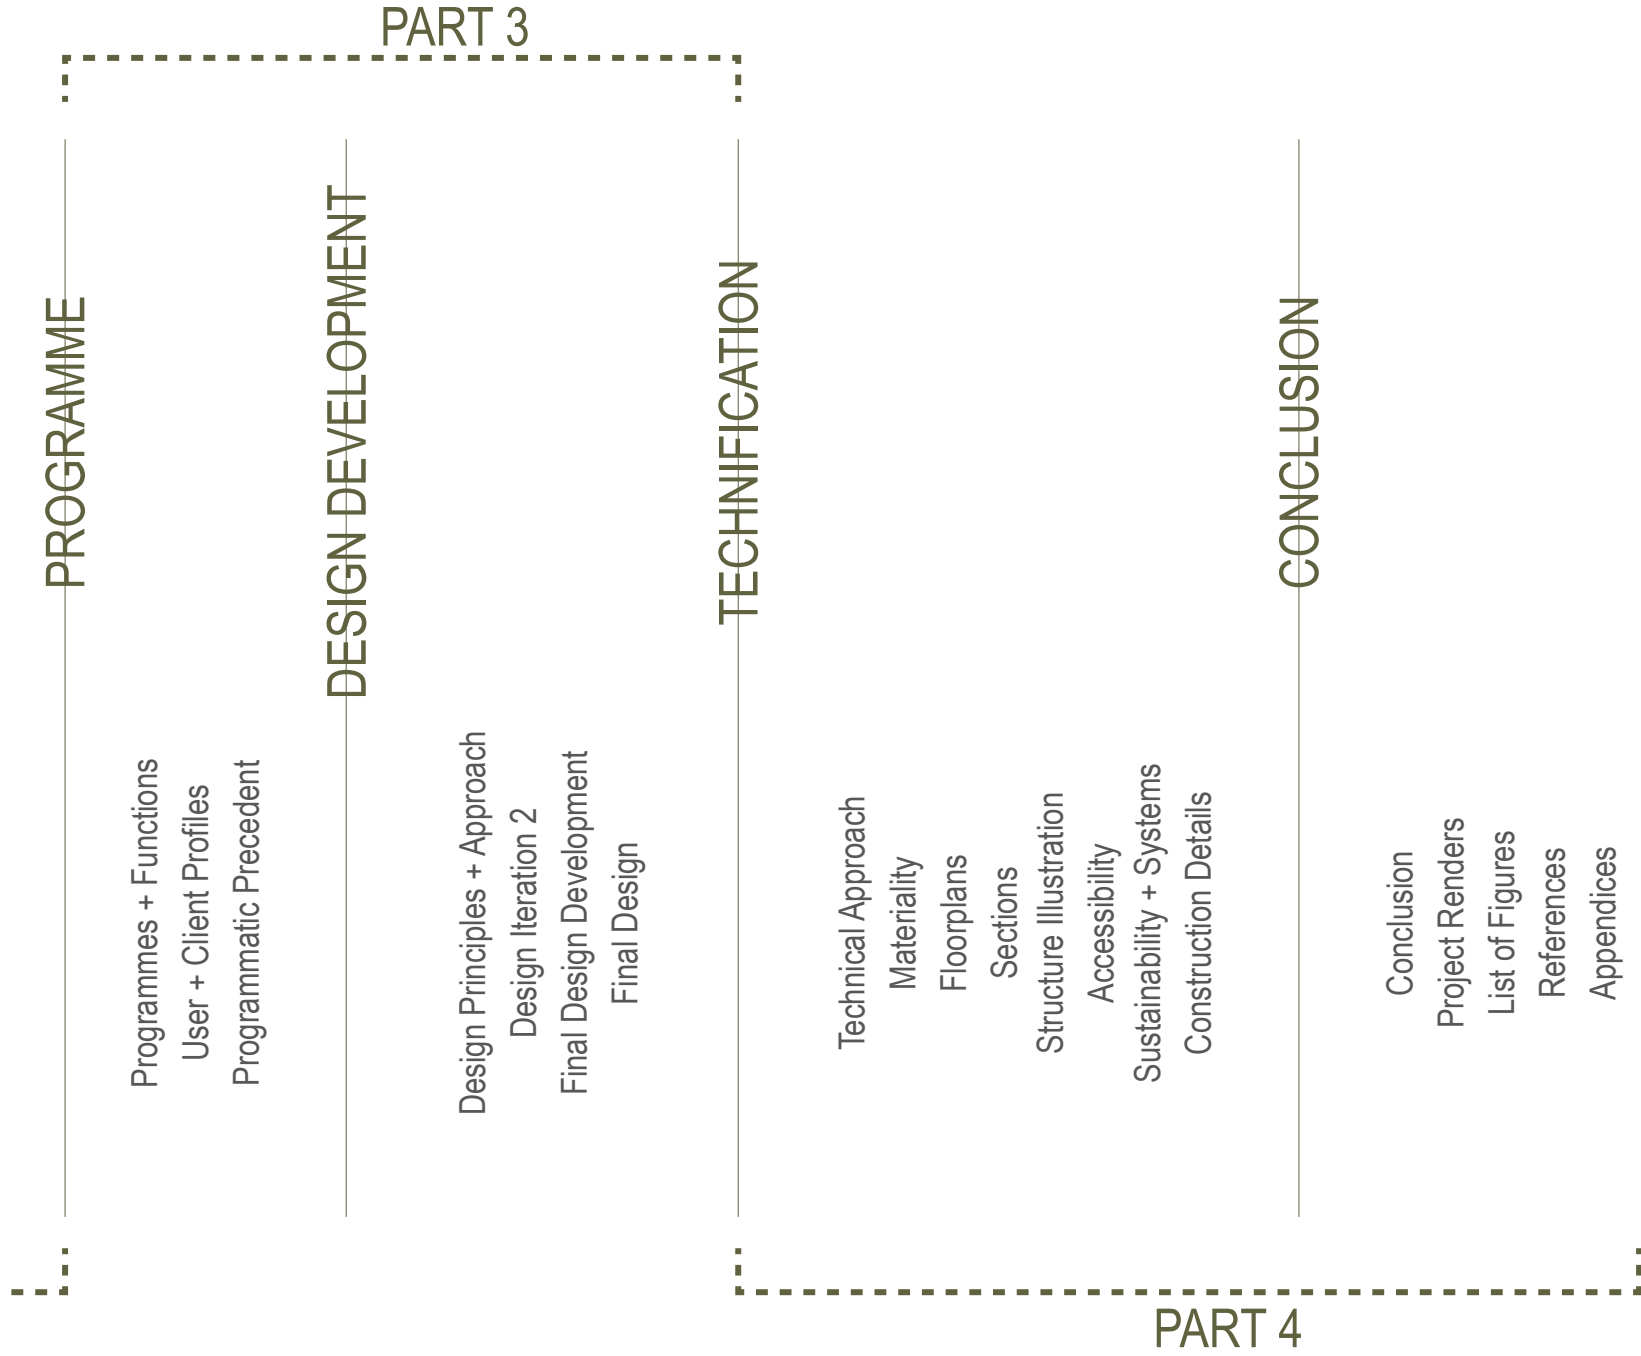 PART 3
PROGRAMME
Programmes + Functions
User + Client Profiles
Programmatic Precedent
DESIGN DEVELOPMENT
Design Principles + Approach
Design Iteration 2
Final Design Development
Final Design
TECHNIFICATION
Technical Approach
Materiality
Floorplans
Sections
Structure Illustration
Accessibility
Sustainability + Systems
Construction Details
CONCLUSION
Conclusion
Project Renders
List of Figures
References
Appendices
PART 4